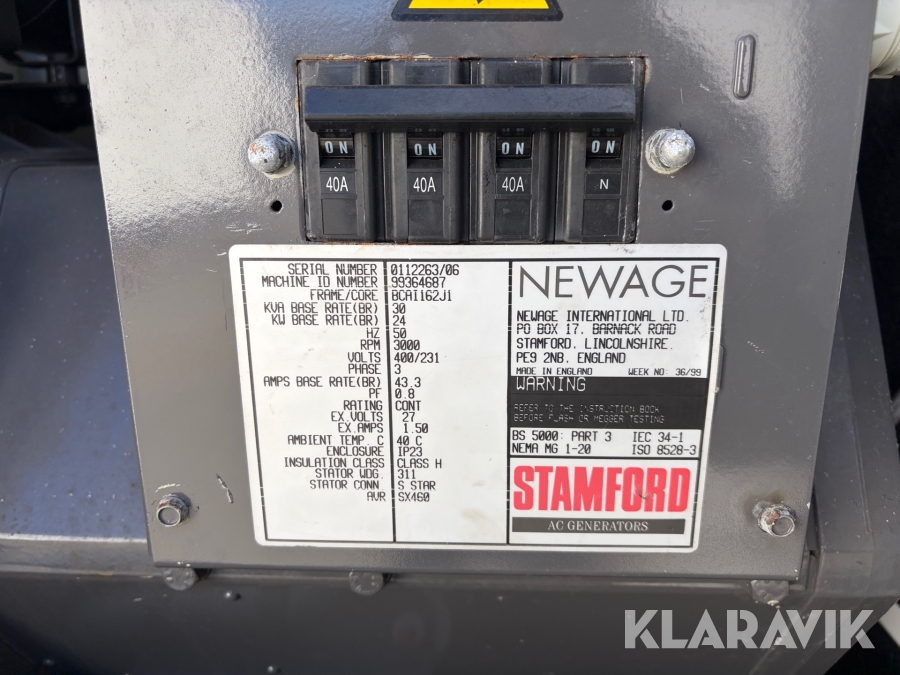 ON ON ON ON
40A 40A 40A N
SERIAL NUMBER 0112263/06
MACHINE ID NUMBER 99364687
FRAME/CORE BCAI162J1
KVA BASE RATE(BR) 30
KW BASE RATE(BR) 24
HZ 50
RPM 3000
VOLTS 400/231
PHASE 3
AMPS BASE RATE(BR) 43.3
PF 0.8
RATING CONT
EX.VOLTS 27
EX.AMPS 1.50
AMBIENT TEMP. C 40 C
ENCLOSURE IP23
INSULATION CLASS CLASS H
STATOR WDG. 311
STATOR CONN. S STAR
AVR SX460
NEWAGE
NEWAGE INTERNATIONAL LTD.
PO BOX 17, BARNACK ROAD
STAMFORD, LINCOLNSHIRE.
PE9 2NB, ENGLAND
MADE IN ENGLAND WEEK NO: 36/99
WARNING
REFER TO THE INSTRUCTION BOOK
BEFORE FLASH OR MEGGER TESTING
BS 5000: PART 3 IEC 34-1
NEMA MG 1-20 ISO 8528-3
STAMFORD
AC GENERATORS
KLARAVIK